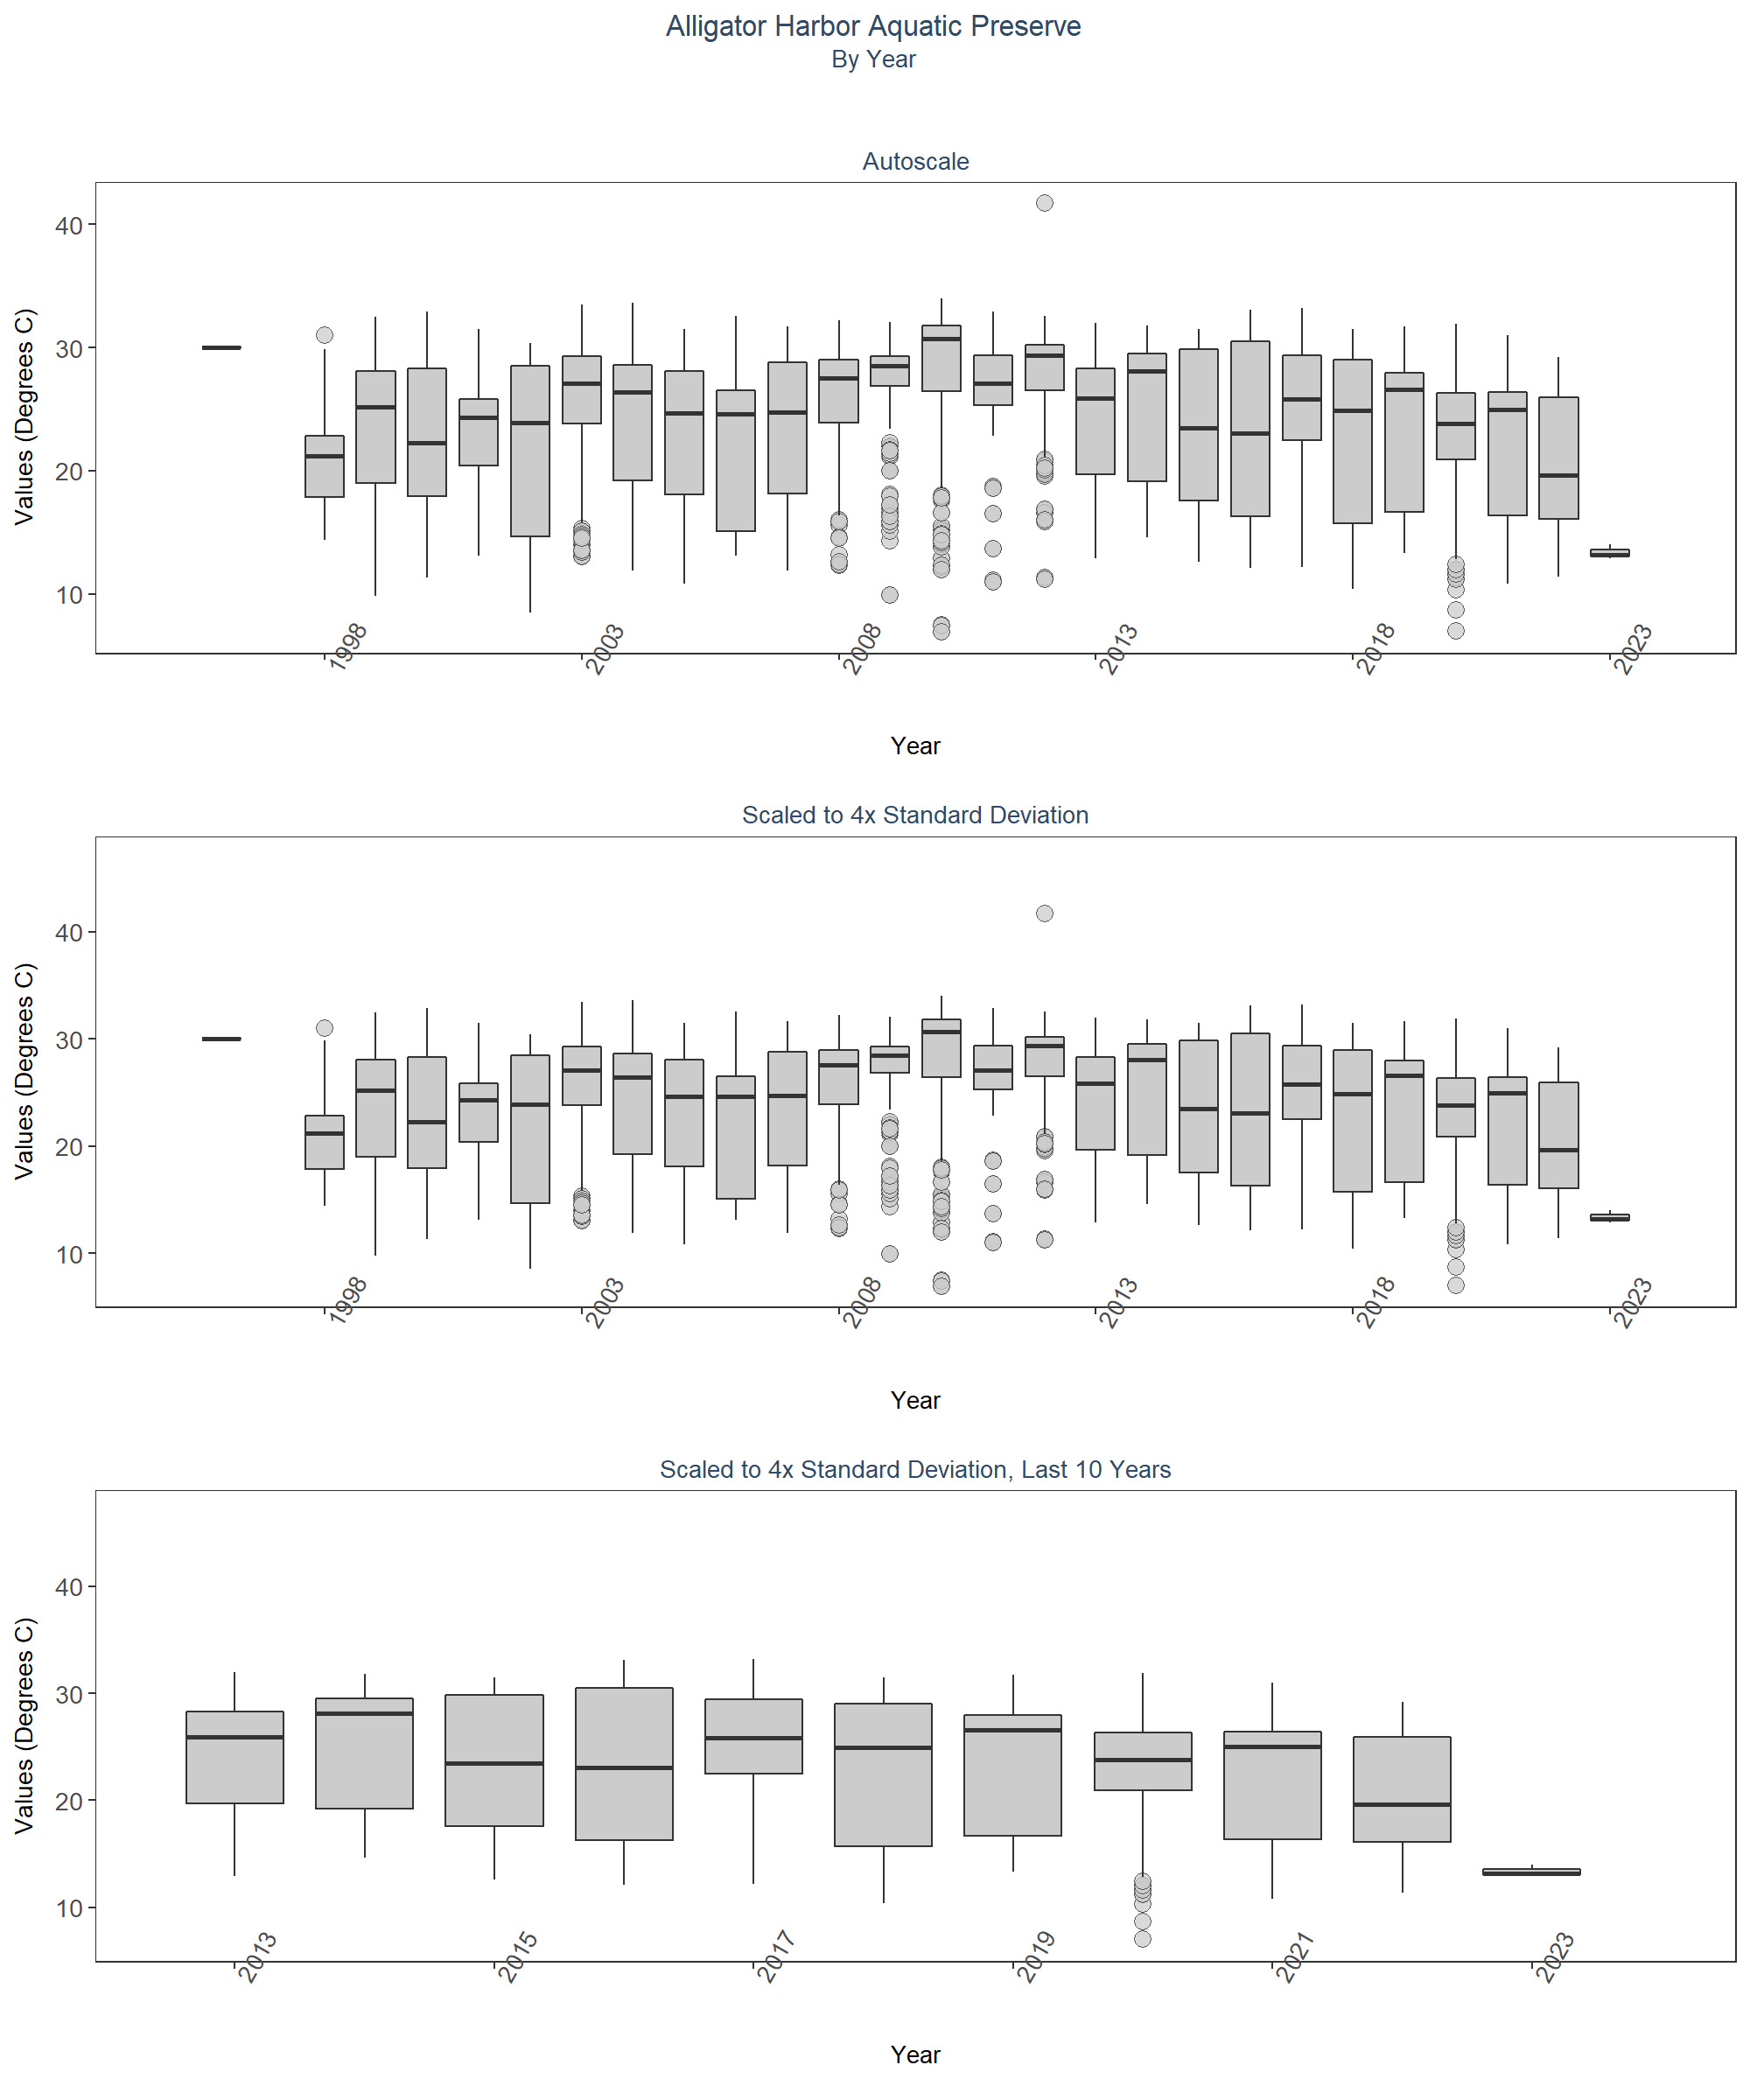 Alligator Harbor Aquatic Preserve
By Year
Autoscale
Values (Degrees C)
40
30
20
10
1998
2003
2008
2013
2018
2023
Year
Scaled to 4x Standard Deviation
Values (Degrees C)
40
30
20
10
1998
2003
2008
2013
2018
2023
Year
Scaled to 4x Standard Deviation, Last 10 Years
Values (Degrees C)
40
30
20
10
2013
2015
2017
2019
2021
2023
Year